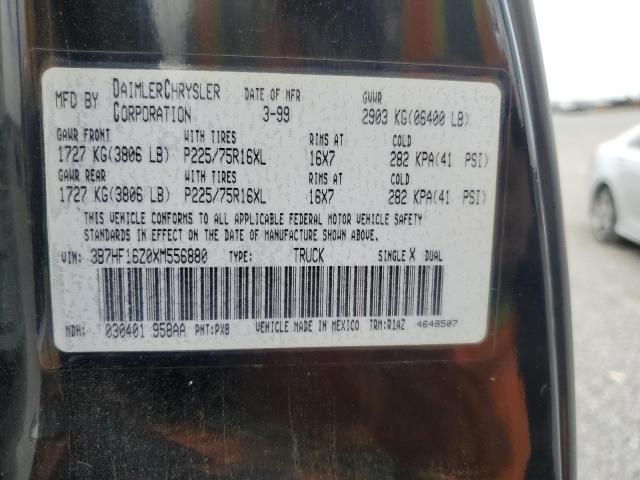 MFD BY DAIMLERCHRYSLER CORPORATION DATE OF MFR 3-99 GVWR 2903 KG(06400 LB)
GAWR FRONT WITH TIRES RIMS AT COLD
1727 KG(3806 LB) P225/75R16XL 16X7 282 KPA(41 PSI)
GAWR REAR WITH TIRES RIMS AT COLD
1727 KG(3806 LB) P225/75R16XL 16X7 282 KPA(41 PSI)
THIS VEHICLE CONFORMS TO ALL APPLICABLE FEDERAL MOTOR VEHICLE SAFETY
STANDARDS IN EFFECT ON THE DATE OF MANUFACTURE SHOWN ABOVE.
VIN: 3B7HF16Z0XM556880 TYPE: TRUCK SINGLE X DUAL
MDH: 030401 958AA PNT:PX8 VEHICLE MADE IN MEXICO TRM:R1AZ 4648507